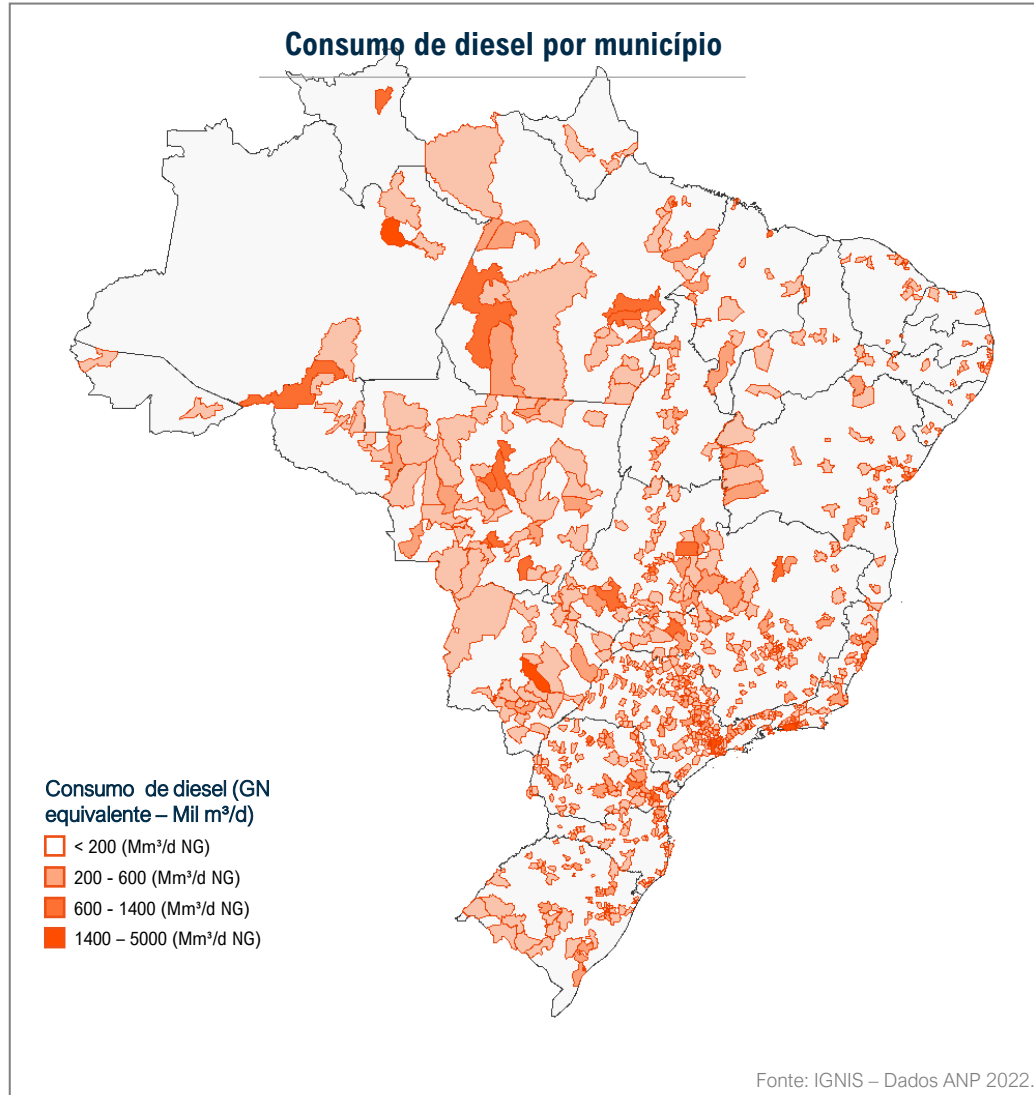 Consumo de diesel por município
Consumo de diesel (GN
equivalente – Mil m³/d)
< 200 (Mm³/d NG)
200 - 600 (Mm³/d NG)
600 - 1400 (Mm³/d NG)
1400 – 5000 (Mm³/d NG)
Fonte: IGNIS – Dados ANP 2022.